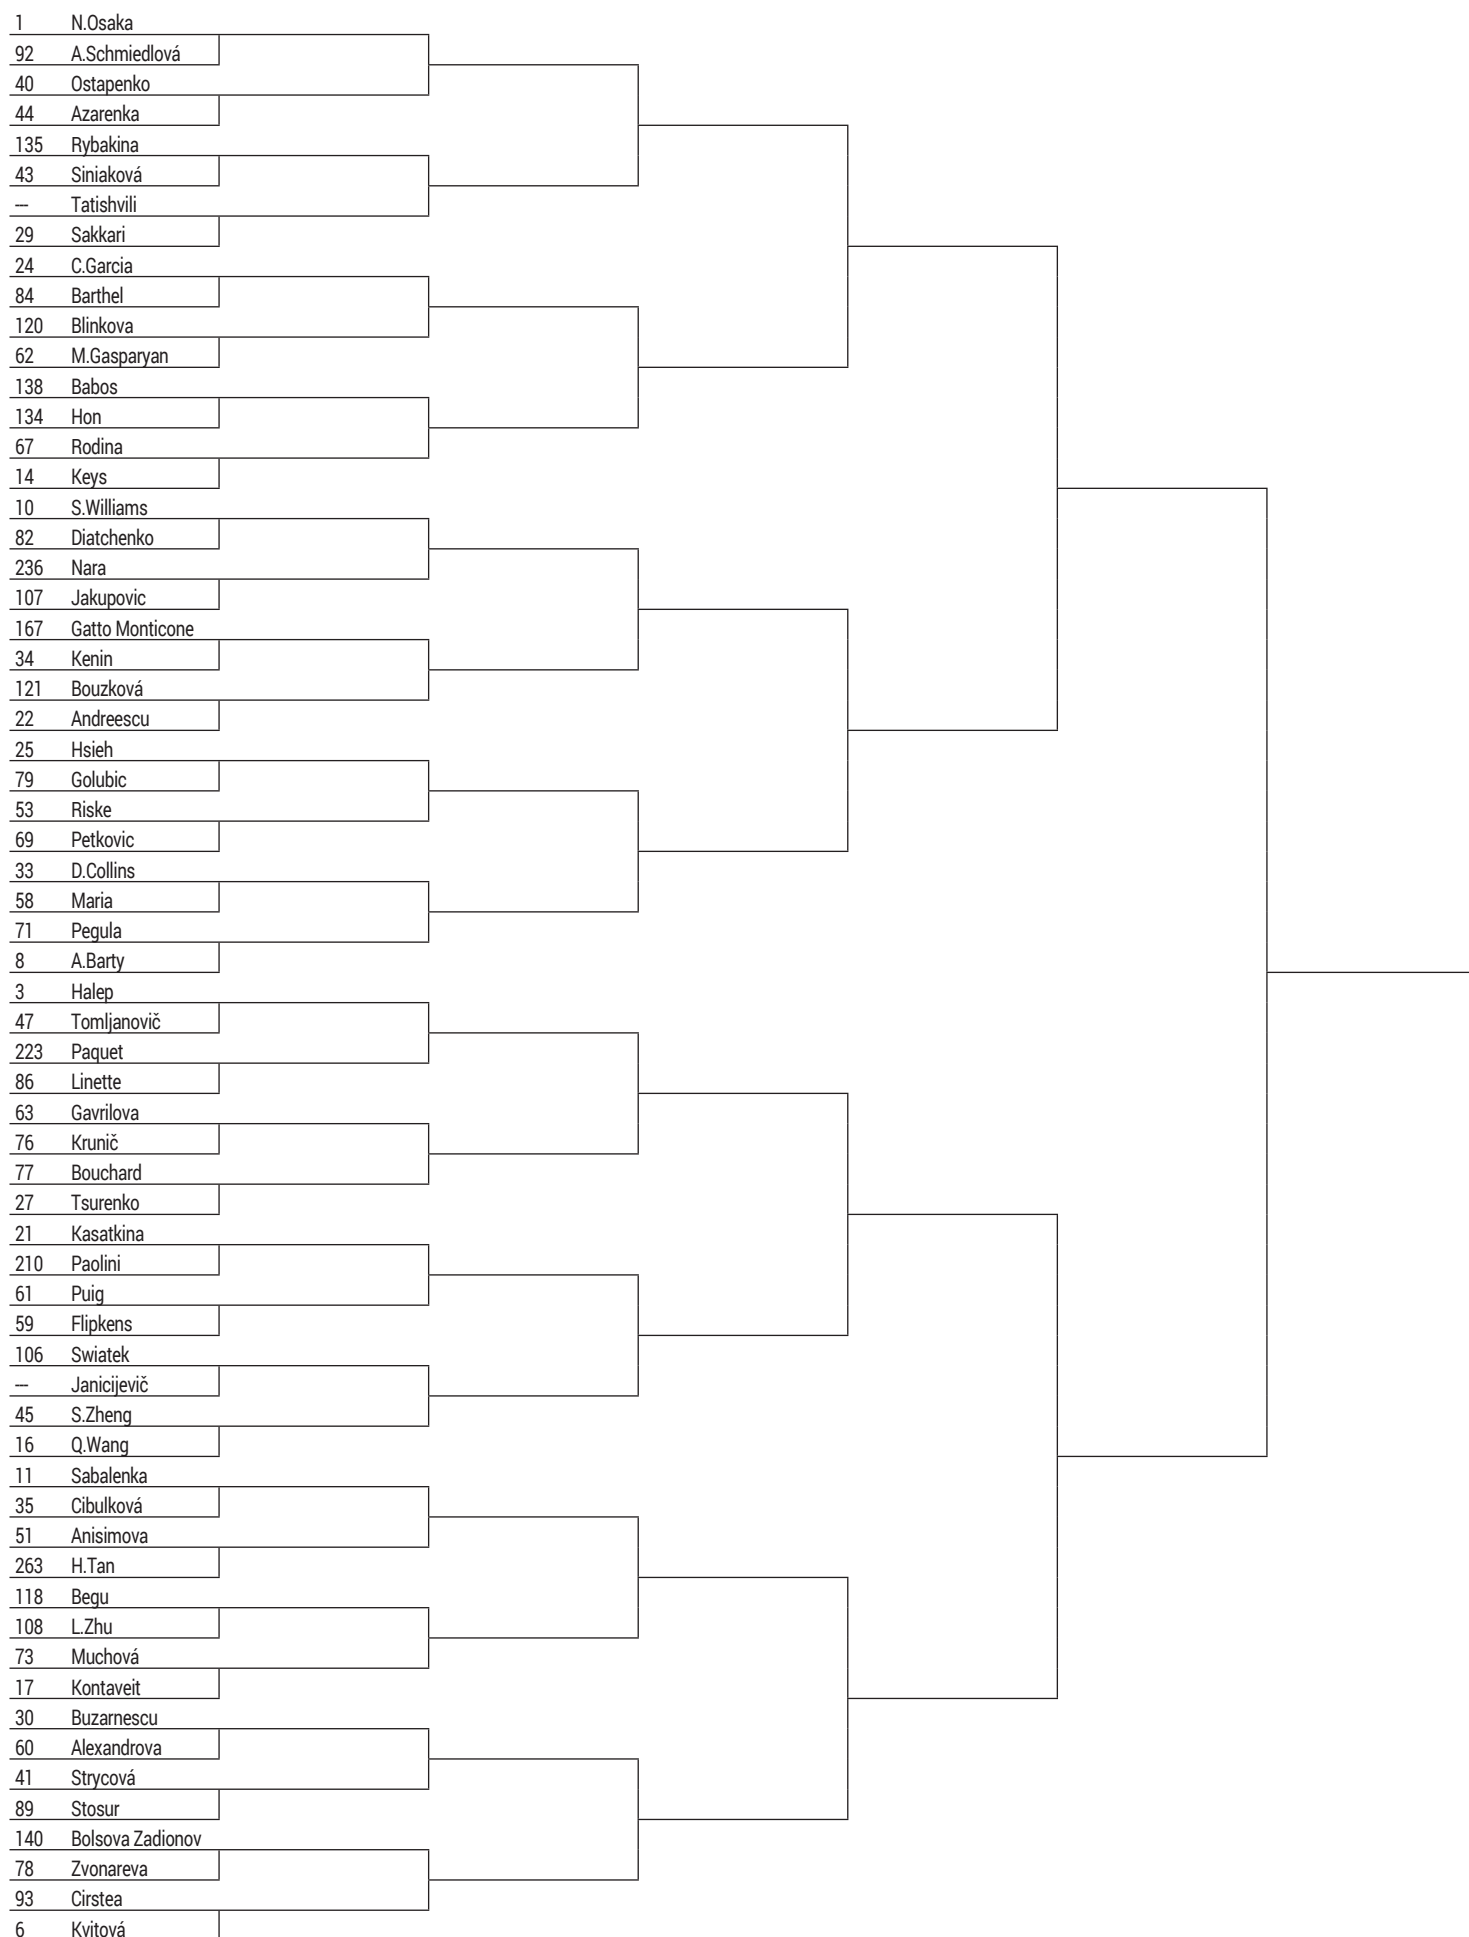 1 N.Osaka
92 A.Schmiedlová
40 Ostapenko
44 Azarenka
135 Rybakina
43 Siniaková
--- Tatishvili
29 Sakkari
24 C.Garcia
84 Barthel
120 Blinkova
62 M.Gasparyan
138 Babos
134 Hon
67 Rodina
14 Keys
10 S.Williams
82 Diatchenko
236 Nara
107 Jakupovic
167 Gatto Monticone
34 Kenin
121 Bouzková
22 Andreescu
25 Hsieh
79 Golubic
53 Riske
69 Petkovic
33 D.Collins
58 Maria
71 Pegula
8 A.Barty
3 Halep
47 Tomljanovič
223 Paquet
86 Linette
63 Gavrilova
76 Krunič
77 Bouchard
27 Tsurenko
21 Kasatkina
210 Paolini
61 Puig
59 Flipkens
106 Swiatek
--- Janicijevič
45 S.Zheng
16 Q.Wang
11 Sabalenka
35 Cibulková
51 Anisimova
263 H.Tan
118 Begu
108 L.Zhu
73 Muchová
17 Kontaveit
30 Buzarnescu
60 Alexandrova
41 Strycová
89 Stosur
140 Bolsova Zadionov
78 Zvonareva
93 Cirstea
6 Kvitová